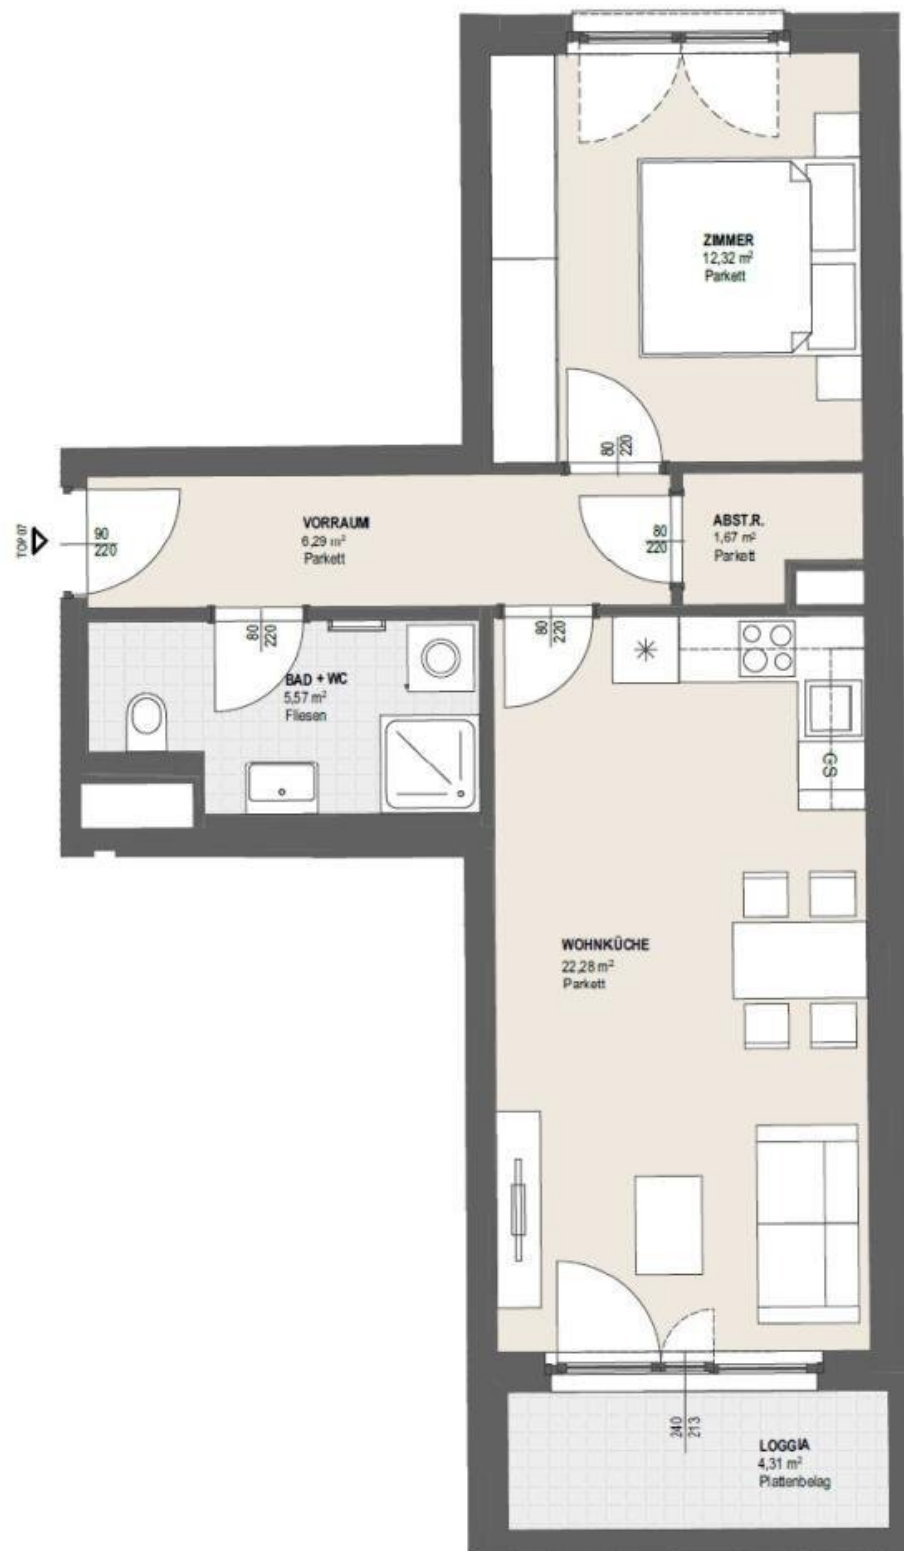 ZIMMER
12,32 m²
Parkett
80
220
TOP 07
90
220
VORRAUM
6,29 m²
Parkett
80
220
ABST.R.
1,67 m²
Parkett
80
220
BAD + WC
5,57 m²
Fliesen
80
220
GS
WOHNKÜCHE
22,28 m²
Parkett
240
213
LOGGIA
4,31 m²
Plattenbelag